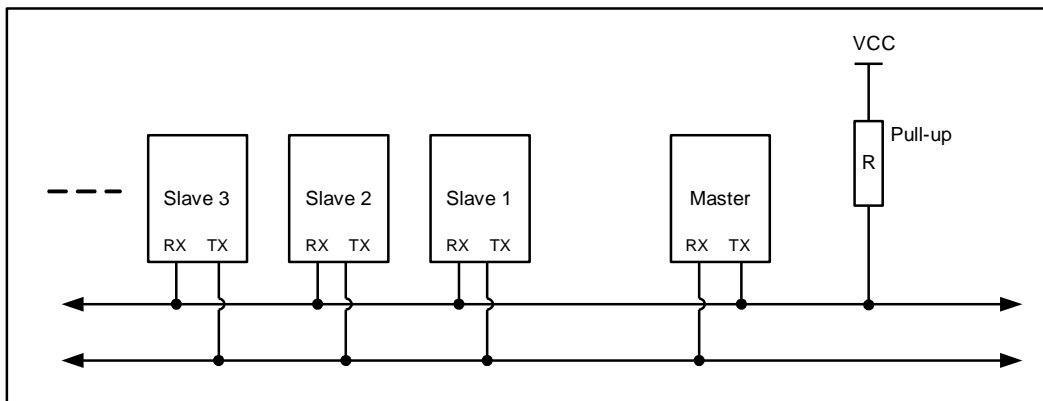 VCC
Pull-up
R
Slave 3
Slave 2
Slave 1
Master
RX TX
RX TX
RX TX
RX TX